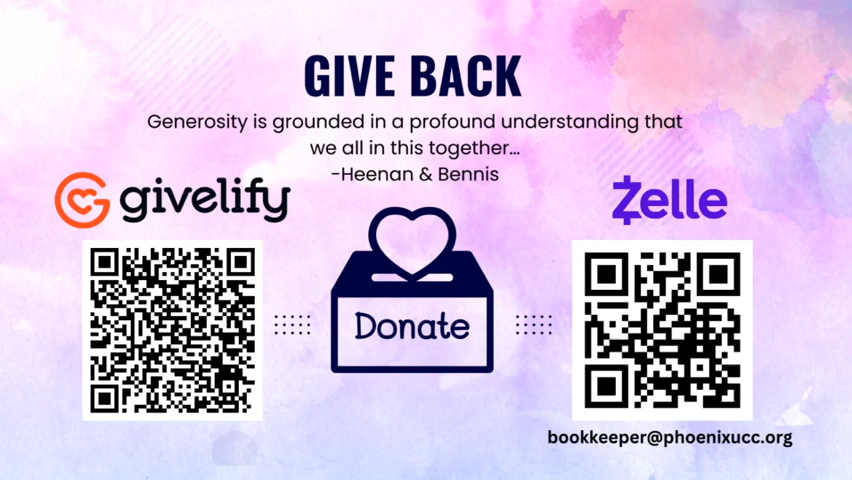 GIVE BACK
Generosity is grounded in a profound understanding that
we all in this together...
-Heenan & Bennis
givelify
Zelle
Donate
bookkeeper@phoenixucc.org